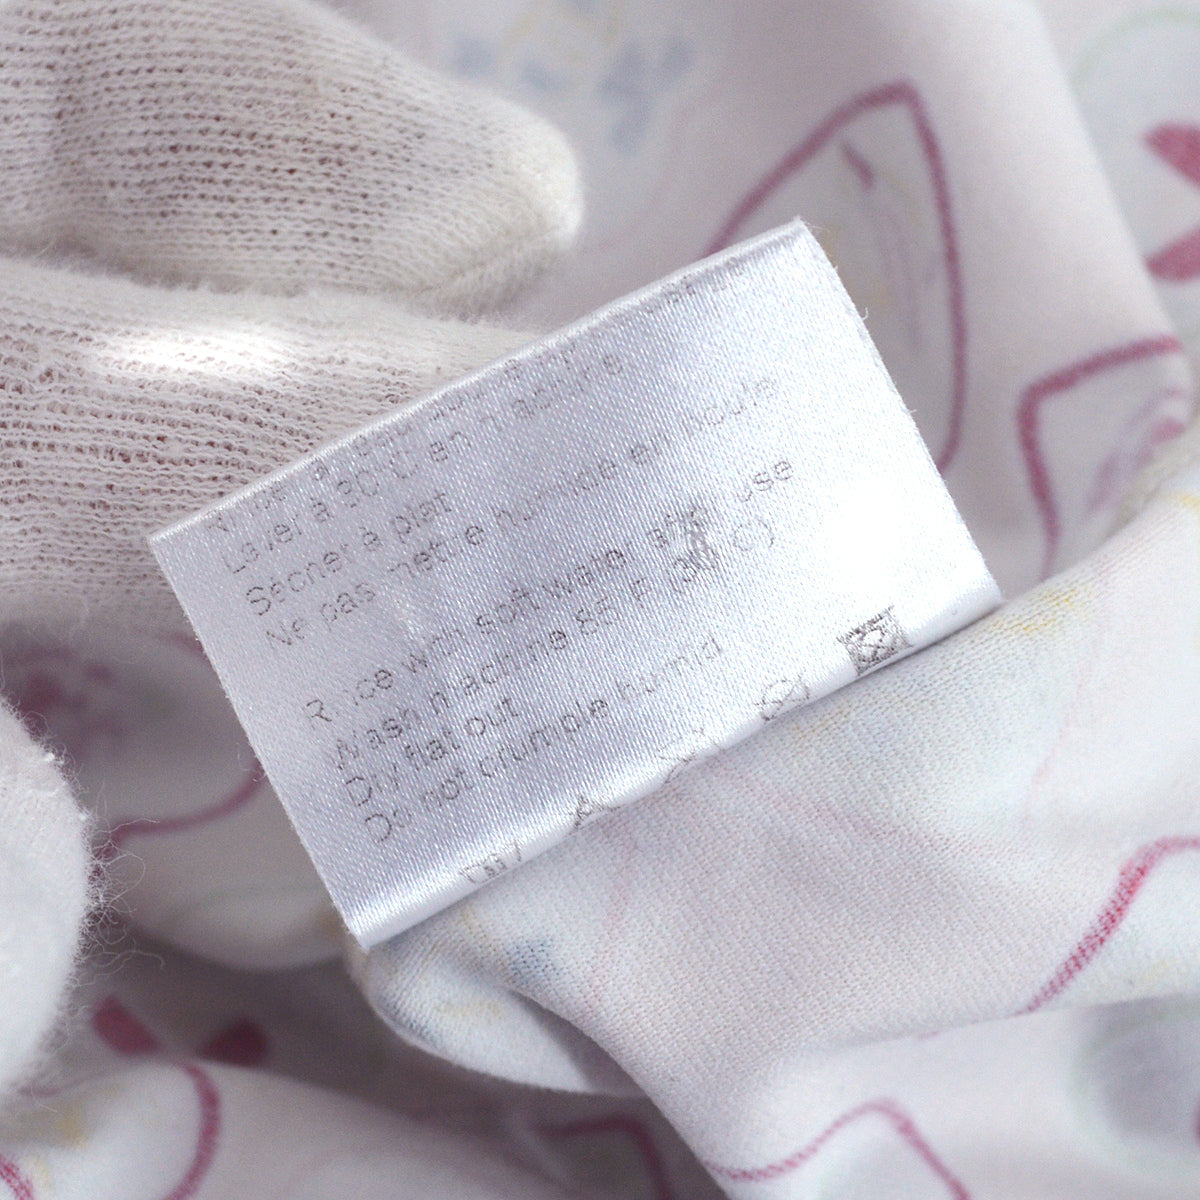 Laver à 30°C en machine
Sécher à plat
Ne pas mettre humide en boule
Rince with soft water after use
Wash machine 86 F (30 C)
Dry flat out
Do not crumple humid